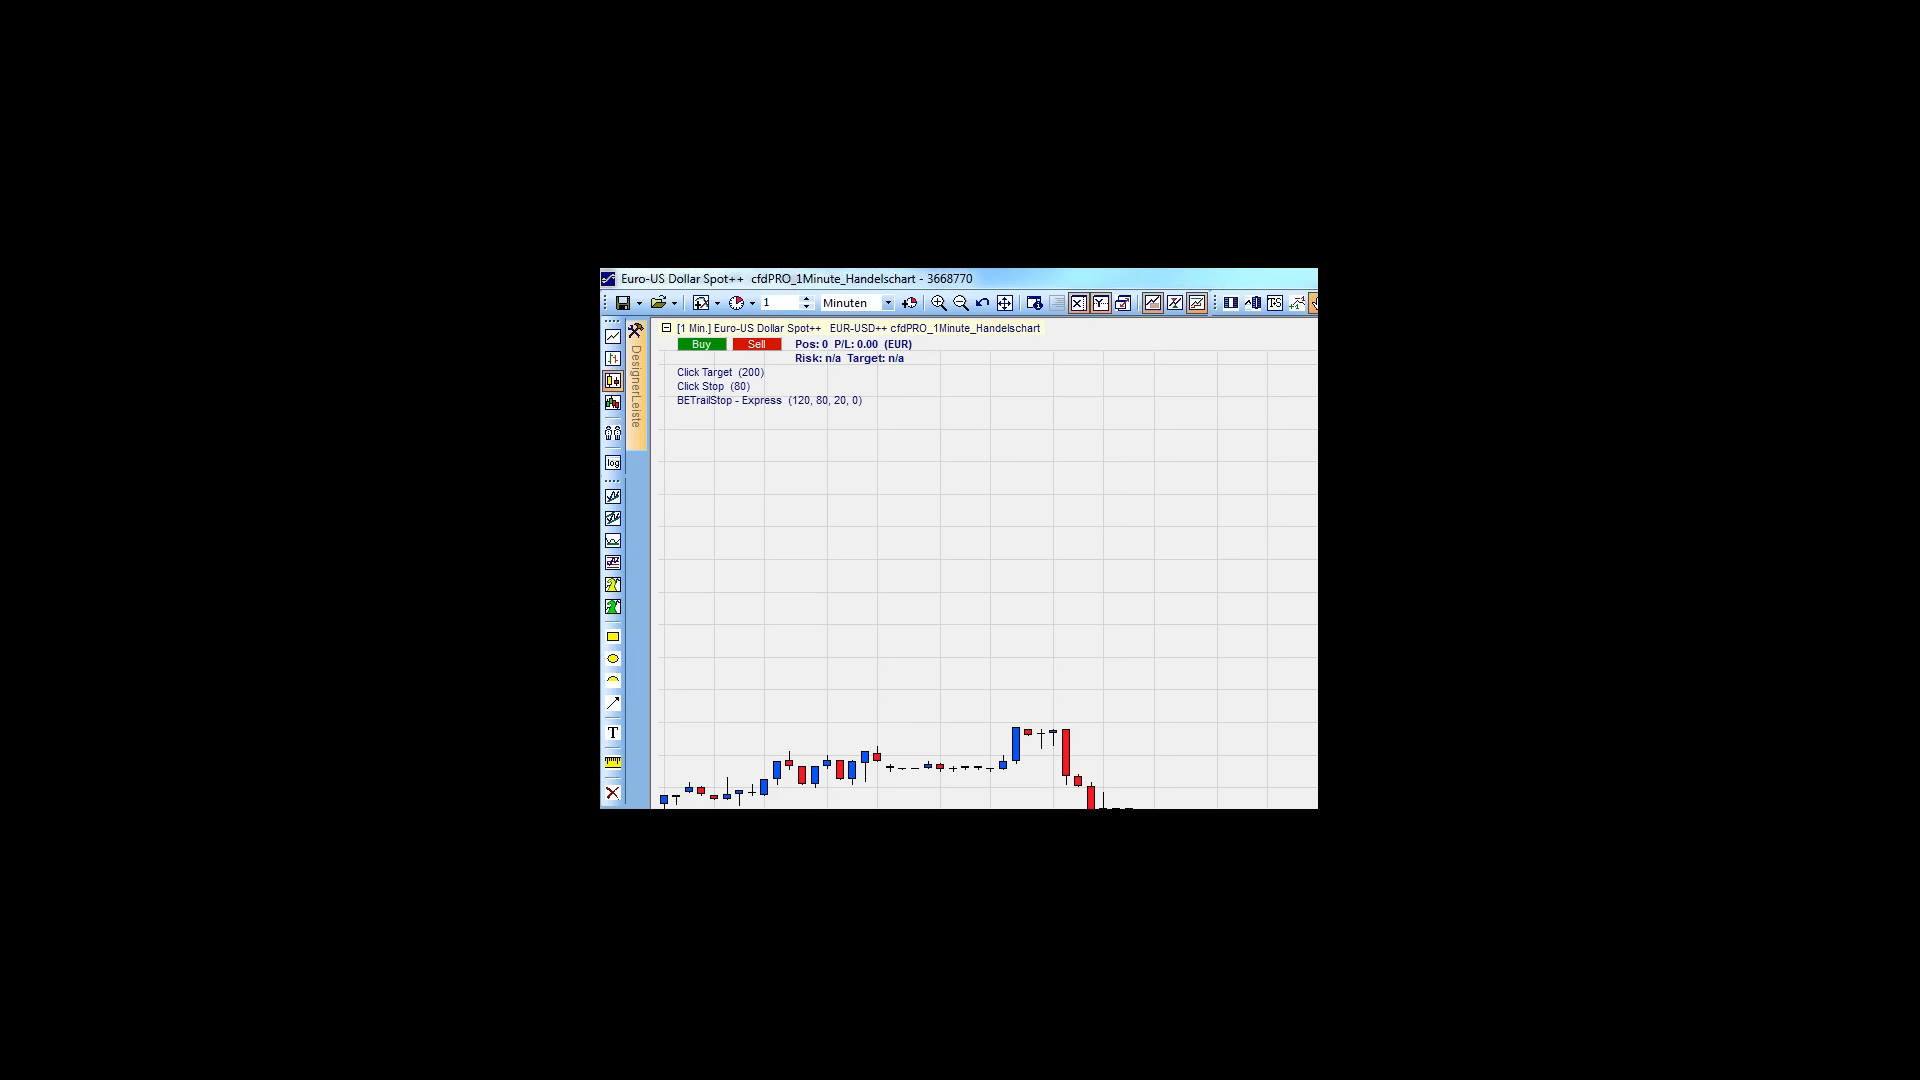 Euro-US Dollar Spot++ cfdPRO_1Minute_Handelschart - 3668770
1 Minuten
[1 Min.] Euro-US Dollar Spot++ EUR-USD++ cfdPRO_1Minute_Handelschart
Buy Sell Pos: 0 P/L: 0.00 (EUR)
Risk: n/a Target: n/a
Click Target (200)
Click Stop (80)
BETrailStop - Express (120, 80, 20, 0)
DesignerLeiste
log
T